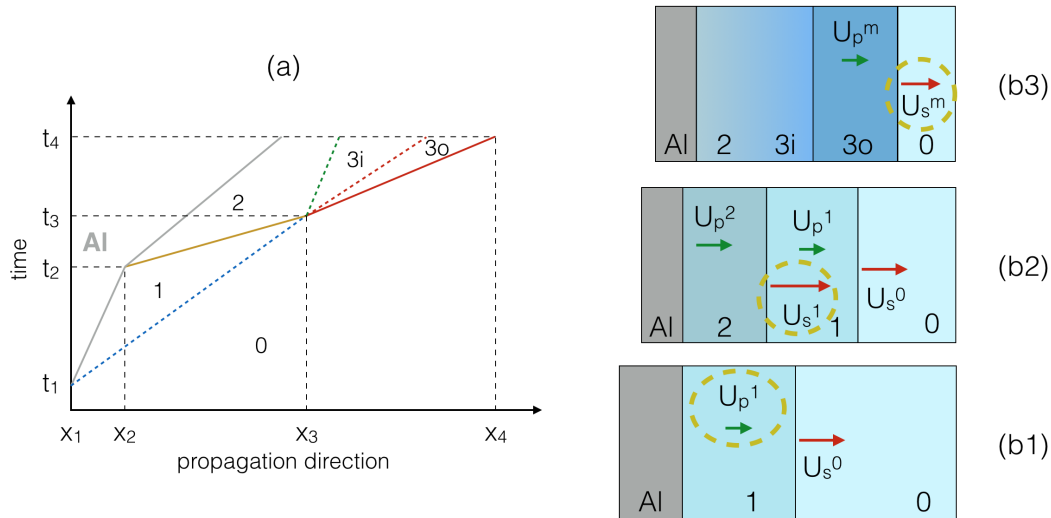 (a)
t₄
t₃
t₂
t₁
time
Al
2
3i
3o
1
0
x₁
x₂
x₃
x₄
propagation direction
Uₚᵐ
Uₛᵐ
Al
2
3i
3o
0
(b3)
Uₚ²
Uₚ¹
Uₛ¹
Uₛ⁰
Al
2
1
0
(b2)
Uₚ¹
Uₛ⁰
Al
1
0
(b1)